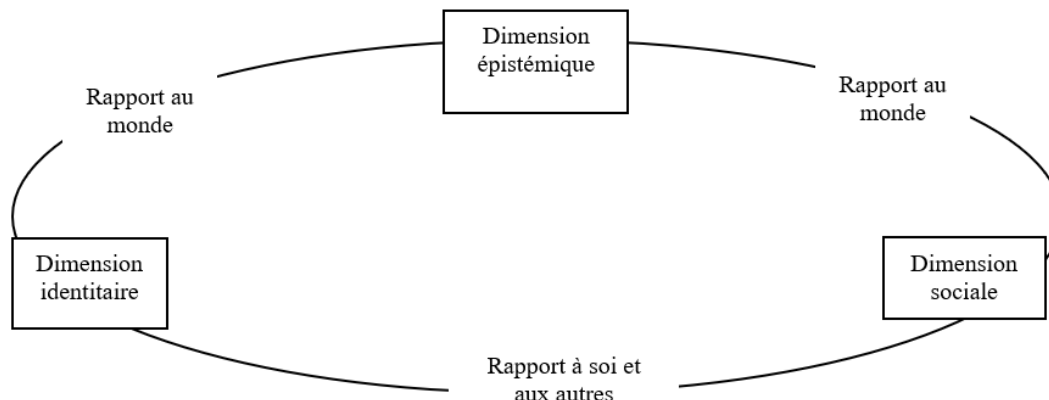 Dimension
épistémique
Rapport au
monde
Rapport au
monde
Dimension
identitaire
Dimension
sociale
Rapport à soi et
aux autres